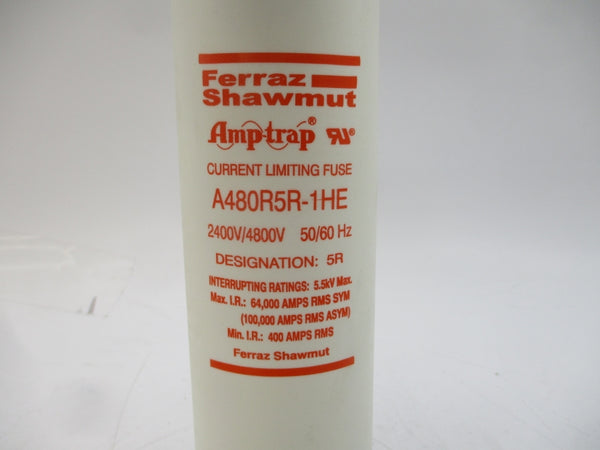 Ferraz
Shawmut
Amp-trap® RU®
CURRENT LIMITING FUSE
A480R5R-1HE
2400V/4800V 50/60 Hz
DESIGNATION: 5R
INTERRUPTING RATINGS: 5.5kV Max.
Max. I.R.: 64,000 AMPS RMS SYM
(100,000 AMPS RMS ASYM)
Min. I.R.: 400 AMPS RMS
Ferraz Shawmut